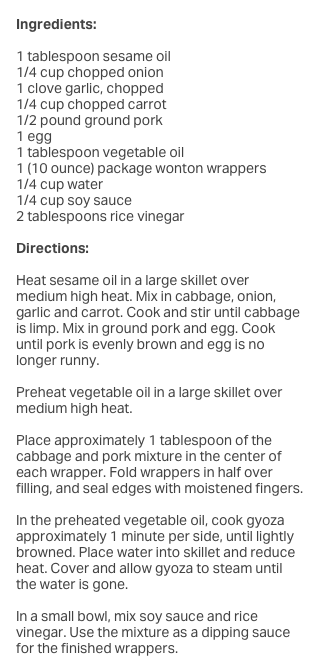 Ingredients:
1 tablespoon sesame oil
1/4 cup chopped onion
1 clove garlic, chopped
1/4 cup chopped carrot
1/2 pound ground pork
1 egg
1 tablespoon vegetable oil
1 (10 ounce) package wonton wrappers
1/4 cup water
1/4 cup soy sauce
2 tablespoons rice vinegar
Directions:
Heat sesame oil in a large skillet over
medium high heat. Mix in cabbage, onion,
garlic and carrot. Cook and stir until cabbage
is limp. Mix in ground pork and egg. Cook
until pork is evenly brown and egg is no
longer runny.
Preheat vegetable oil in a large skillet over
medium high heat.
Place approximately 1 tablespoon of the
cabbage and pork mixture in the center of
each wrapper. Fold wrappers in half over
filling, and seal edges with moistened fingers.
In the preheated vegetable oil, cook gyoza
approximately 1 minute per side, until lightly
browned. Place water into skillet and reduce
heat. Cover and allow gyoza to steam until
the water is gone.
In a small bowl, mix soy sauce and rice
vinegar. Use the mixture as a dipping sauce
for the finished wrappers.